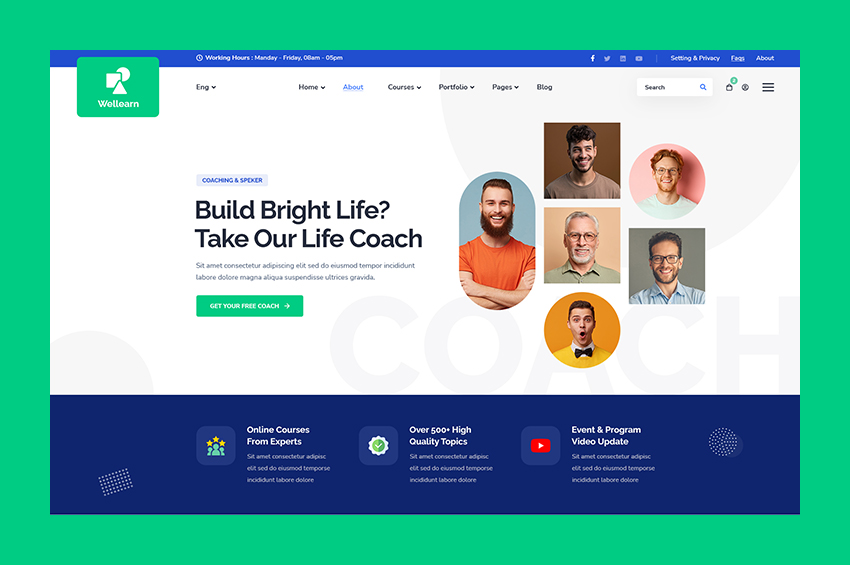 Working Hours : Monday - Friday, 08am - 05pm
Setting & Privacy
Faqs
About
Wellearn
Eng
Home
About
Courses
Portfolio
Pages
Blog
Search
0
COACHING & SPEKER
Build Bright Life?
Take Our Life Coach
Sit amet consectetur adipiscing elit sed do eiusmod tempor incididunt
labore dolore magna aliqua suspendisse ultrices gravida.
GET YOUR FREE COACH
COACH
Online Courses
From Experts
Sit amet consectetur adipisc
elit sed do eiusmod temporse
incididunt labore dolore
Over 500+ High
Quality Topics
Sit amet consectetur adipisc
elit sed do eiusmod temporse
incididunt labore dolore
Event & Program
Video Update
Sit amet consectetur adipisc
elit sed do eiusmod temporse
incididunt labore dolore